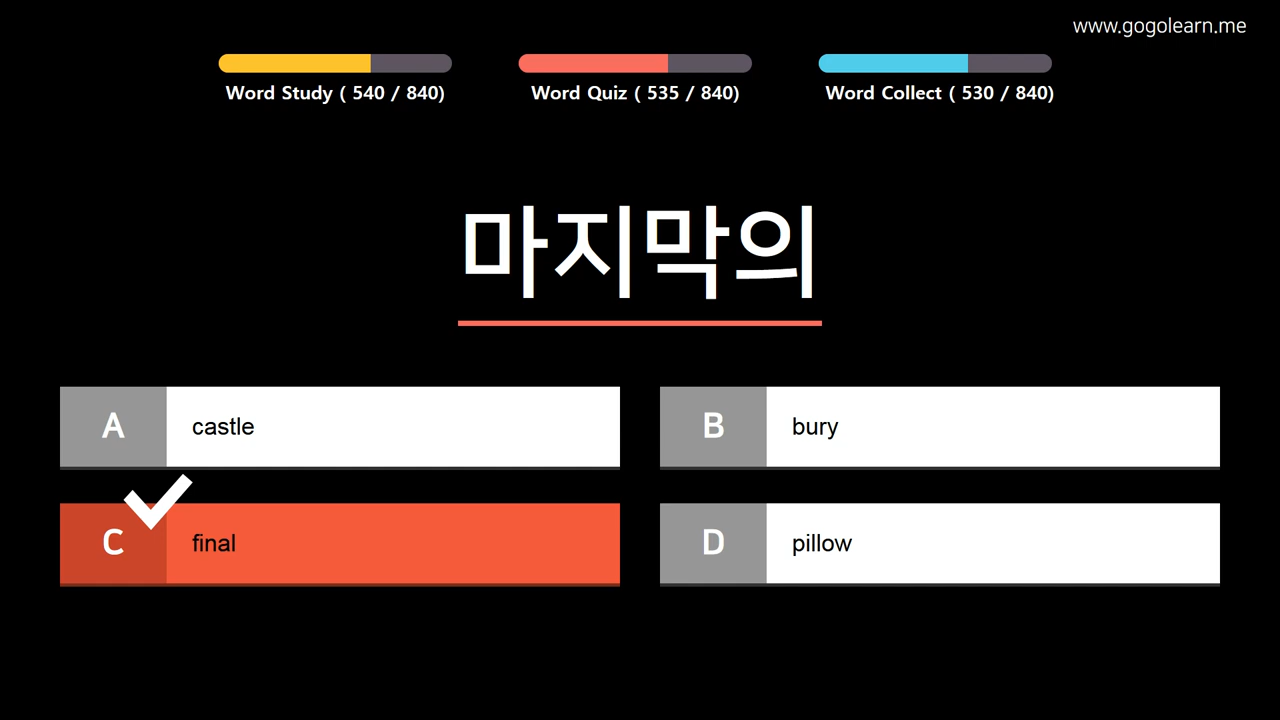 www.gogolearn.me
Word Study ( 540 / 840)
Word Quiz ( 535 / 840)
Word Collect ( 530 / 840)
마지막의
A castle
B bury
C final
D pillow